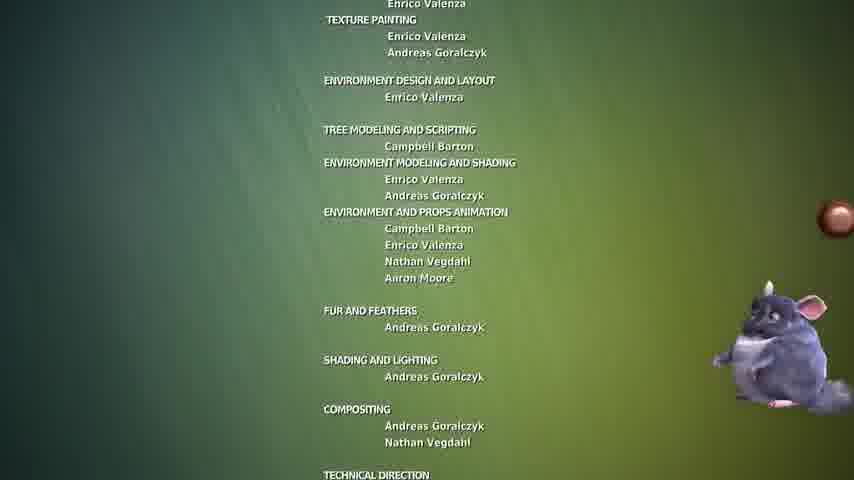 Enrico Valenza
TEXTURE PAINTING
Enrico Valenza
Andreas Goralczyk
ENVIRONMENT DESIGN AND LAYOUT
Enrico Valenza
TREE MODELING AND SCRIPTING
Campbell Barton
ENVIRONMENT MODELING AND SHADING
Enrico Valenza
Andreas Goralczyk
ENVIRONMENT AND PROPS ANIMATION
Campbell Barton
Enrico Valenza
Nathan Vegdahl
Aaron Moore
FUR AND FEATHERS
Andreas Goralczyk
SHADING AND LIGHTING
Andreas Goralczyk
COMPOSITING
Andreas Goralczyk
Nathan Vegdahl
TECHNICAL DIRECTION